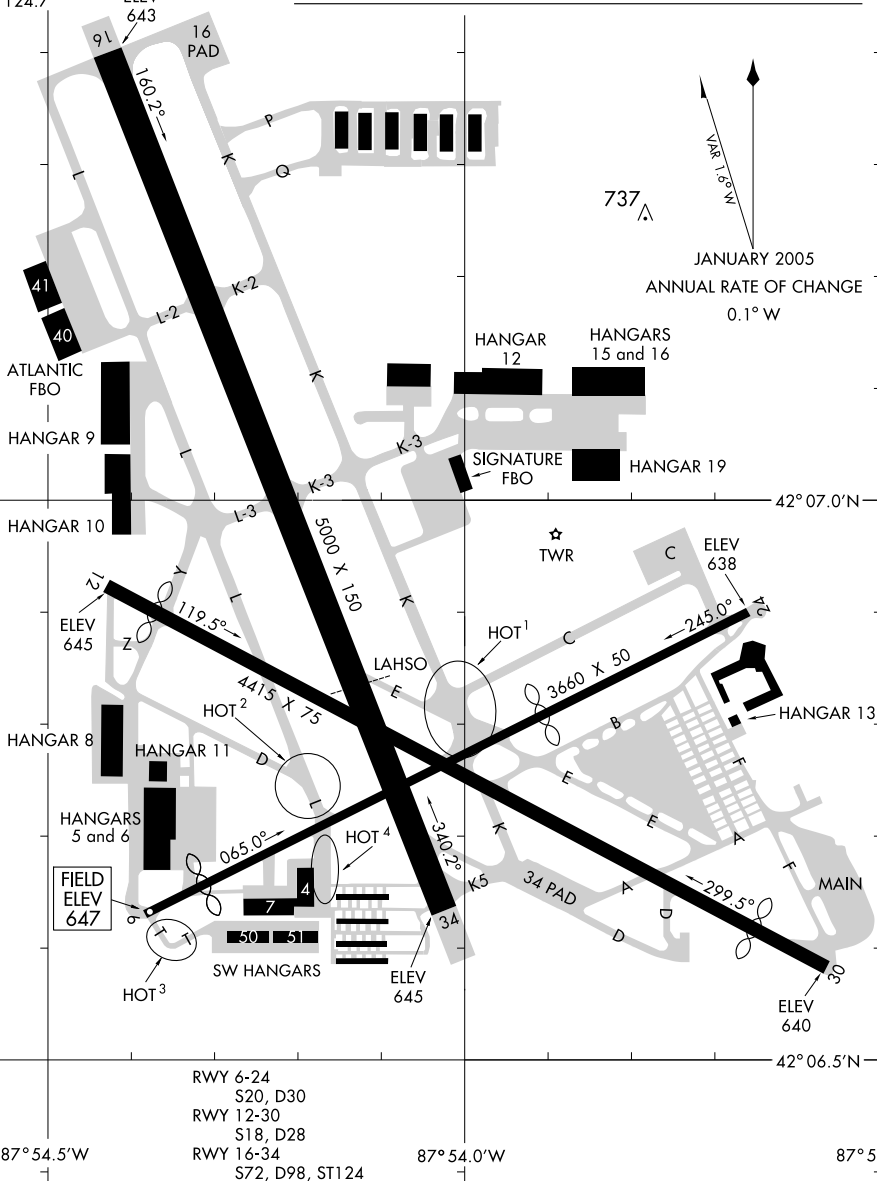 124.7
ELEV
643
16
16
PAD
160.2°
P
K
Q
L
VAR 1.6° W
737
JANUARY 2005
ANNUAL RATE OF CHANGE
0.1° W
41
40
L-2
K-2
ATLANTIC
FBO
HANGAR
12
HANGARS
15 and 16
K
HANGAR 9
L
K-3
SIGNATURE
FBO
HANGAR 19
K-3
L-3
42° 07.0'N
HANGAR 10
5000 X 150
TWR
C
ELEV
638
12
Y
ELEV
645
119.5°
L
K
24
245.0°
HOT1
C
Z
LAHSO
E
3660 X 50
4415 X 75
HOT2
B
HANGAR 13
HANGAR 8
HANGAR 11
D
F
E
HANGARS
5 and 6
L
340.2°
K
E
A
065.0°
HOT4
F
FIELD
ELEV
647
4
K5
34 PAD
A
299.5°
MAIN
7
34
D
6
T
T
50
51
D
SW HANGARS
HOT3
ELEV
645
30
ELEV
640
42° 06.5'N
RWY 6-24
S20, D30
RWY 12-30
S18, D28
RWY 16-34
S72, D98, ST124
87° 54.5'W
87° 54.0'W
87° 5